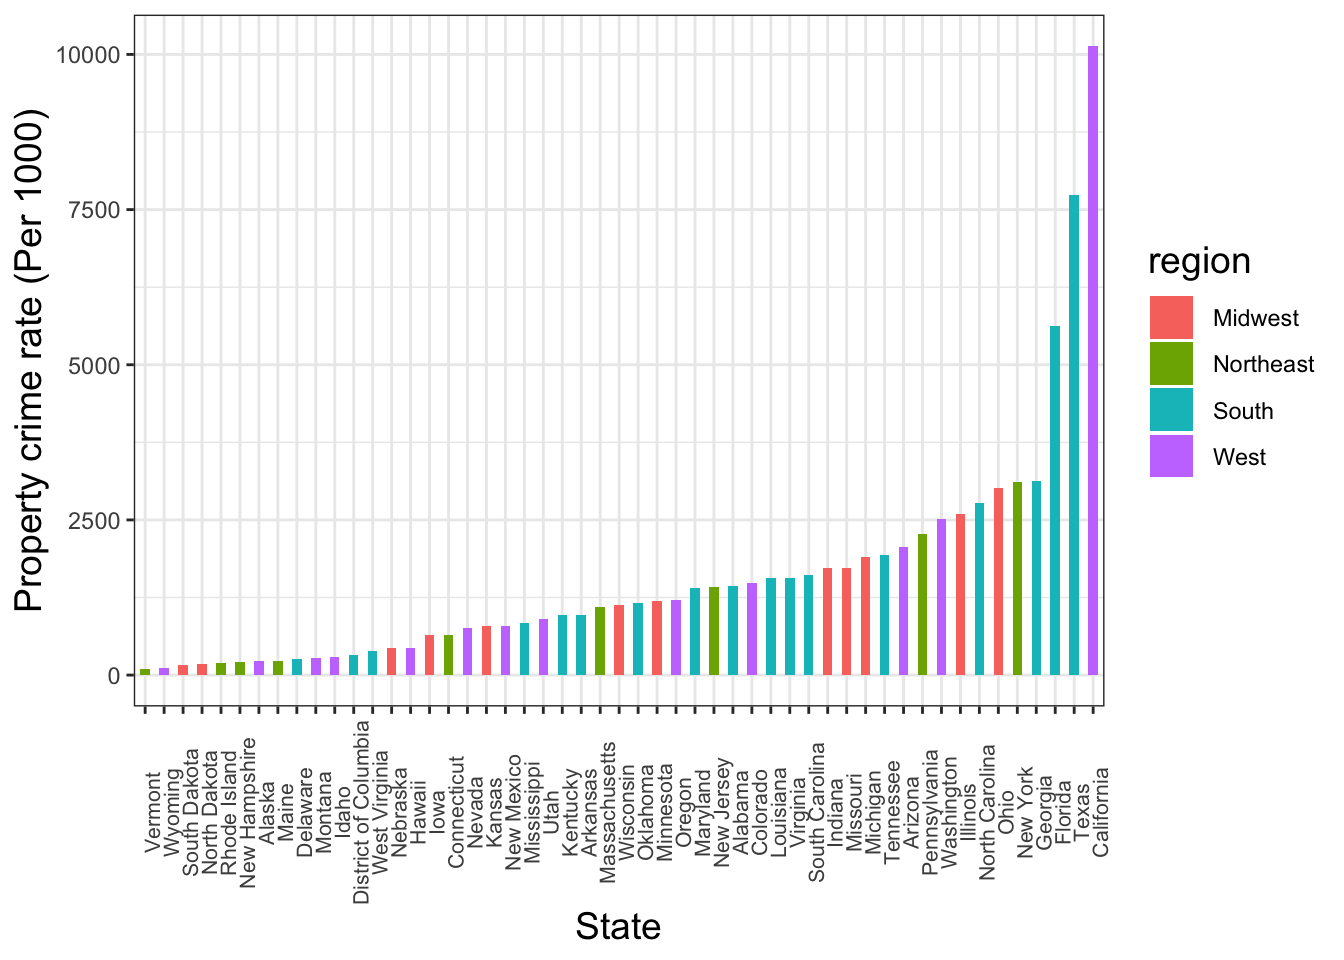 Property crime rate (Per 1000)
10000
7500
5000
2500
0
Vermont
Wyoming
South Dakota
North Dakota
Rhode Island
New Hampshire
Alaska
Maine
Delaware
Montana
Idaho
District of Columbia
West Virginia
Nebraska
Hawaii
Iowa
Connecticut
Nevada
Kansas
New Mexico
Mississippi
Utah
Kentucky
Arkansas
Massachusetts
Wisconsin
Oklahoma
Minnesota
Oregon
Maryland
New Jersey
Alabama
Colorado
Louisiana
Virginia
South Carolina
Indiana
Missouri
Michigan
Tennessee
Arizona
Pennsylvania
Washington
Illinois
North Carolina
Ohio
New York
Georgia
Florida
Texas
California
State
region
Midwest
Northeast
South
West